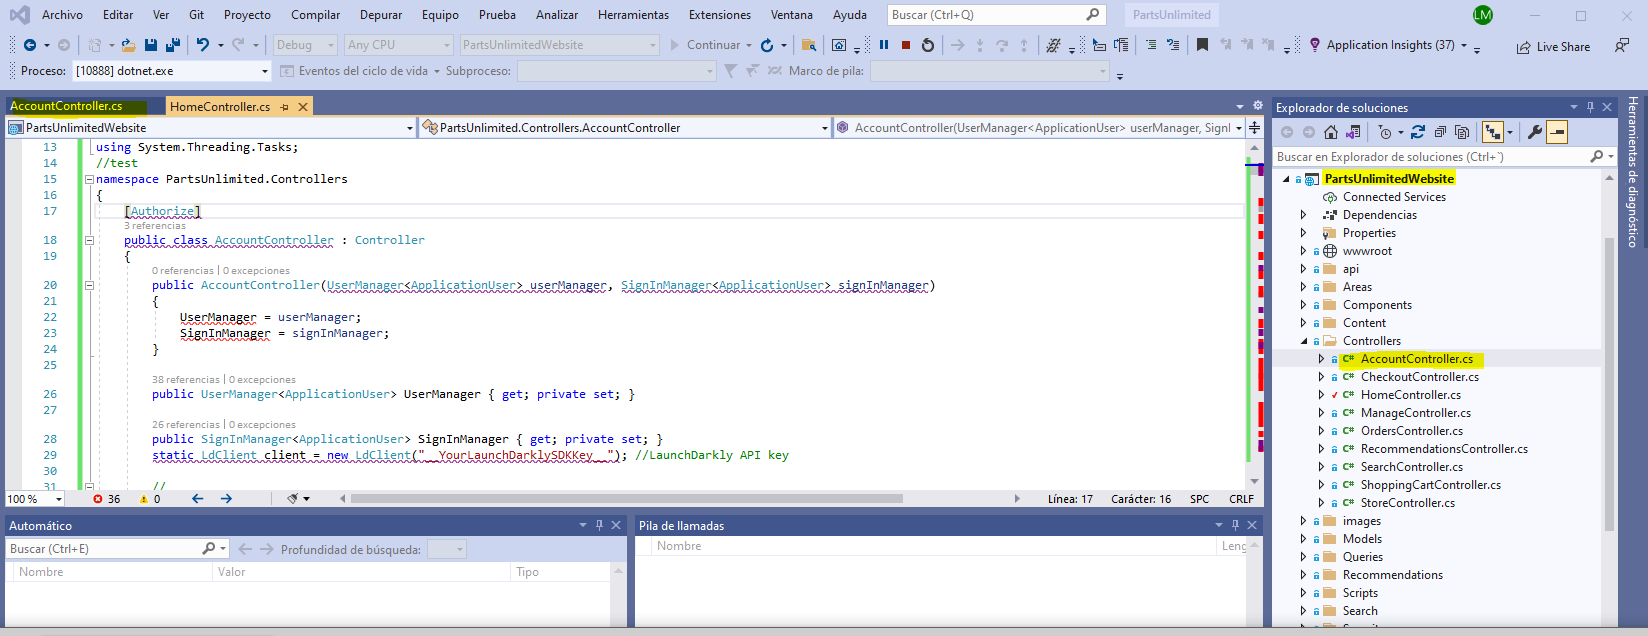 Archivo Editar Ver Git Proyecto Compilar Depurar Equipo Prueba Analizar Herramientas Extensiones Ventana Ayuda Buscar (Ctrl+Q) PartsUnlimited LM
Debug Any CPU PartsUnlimitedWebsite Continuar Application Insights (37) Live Share
Proceso: [10888] dotnet.exe Eventos del ciclo de vida Subproceso: Marco de pila:
AccountController.cs HomeController.cs
PartsUnlimitedWebsite PartsUnlimited.Controllers.AccountController AccountController(UserManager<ApplicationUser> userManager, SignI
13 using System.Threading.Tasks;
14 //test
15 namespace PartsUnlimited.Controllers
16 {
17 [Authorize]
3 referencias
18 public class AccountController : Controller
19 {
0 referencias | 0 excepciones
20 public AccountController(UserManager<ApplicationUser> userManager, SignInManager<ApplicationUser> signInManager)
21 {
22 UserManager = userManager;
23 SignInManager = signInManager;
24 }
25
38 referencias | 0 excepciones
26 public UserManager<ApplicationUser> UserManager { get; private set; }
27
26 referencias | 0 excepciones
28 public SignInManager<ApplicationUser> SignInManager { get; private set; }
29 static LdClient client = new LdClient("__YourLaunchDarklySDKKey__"); //LaunchDarkly API key
30
31 //
100 % 36 0 Línea: 17 Carácter: 16 SPC CRLF
Automático
Buscar (Ctrl+E) Profundidad de búsqueda:
Nombre Valor Tipo
Pila de llamadas
Nombre Leng
Explorador de soluciones
Buscar en Explorador de soluciones (Ctrl+`)
PartsUnlimitedWebsite
Connected Services
Dependencias
Properties
wwwroot
api
Areas
Components
Content
Controllers
C# AccountController.cs
C# CheckoutController.cs
C# HomeController.cs
C# ManageController.cs
C# OrdersController.cs
C# RecommendationsController.cs
C# SearchController.cs
C# ShoppingCartController.cs
C# StoreController.cs
images
Models
Queries
Recommendations
Scripts
Search
Herramientas de diagnóstico